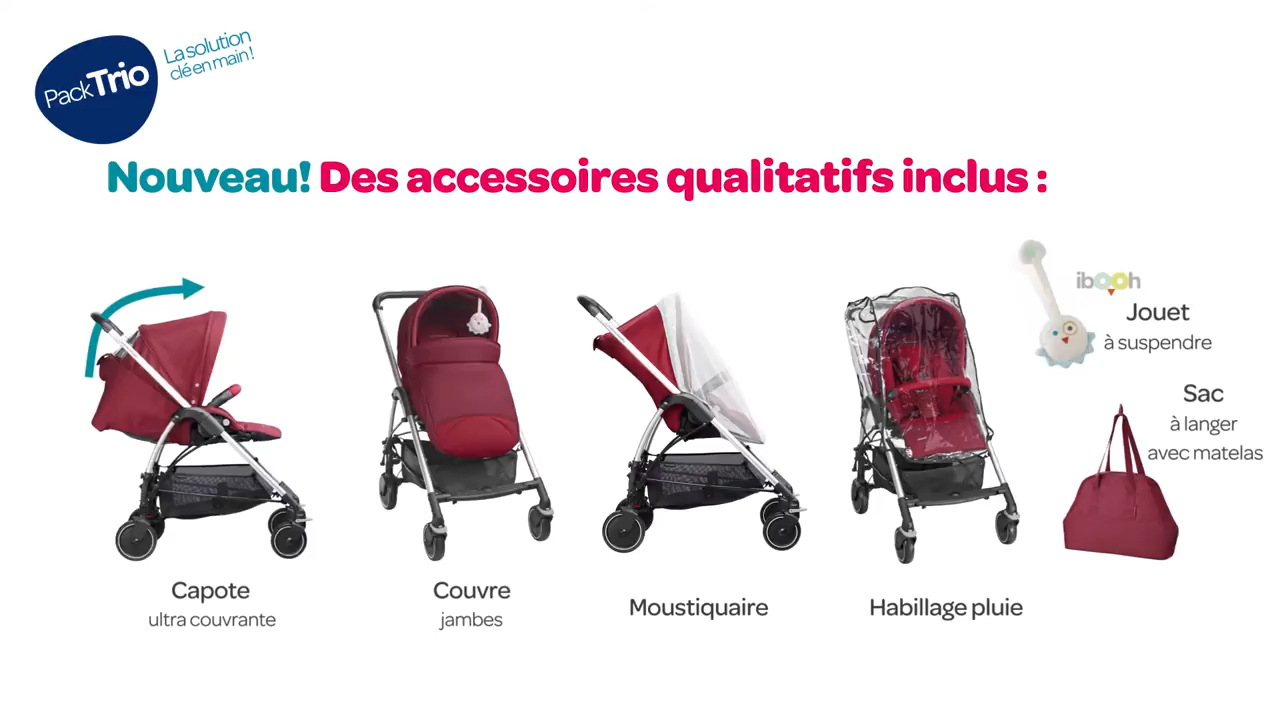 Pack Trio
La solution
clé en main !
Nouveau! Des accessoires qualitatifs inclus :
ibooh
Jouet
à suspendre
Sac
à langer
avec matelas
Capote
ultra couvrante
Couvre
jambes
Moustiquaire
Habillage pluie